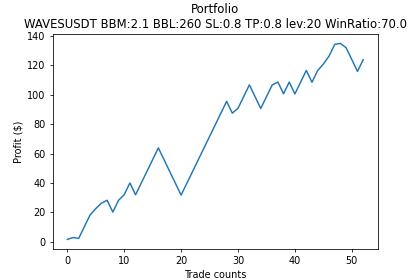 Portfolio
WAVESUSDT BBM:2.1 BBL:260 SL:0.8 TP:0.8 lev:20 WinRatio:70.0
140
120
100
80
60
40
20
0
Profit ($)
0 10 20 30 40 50
Trade counts